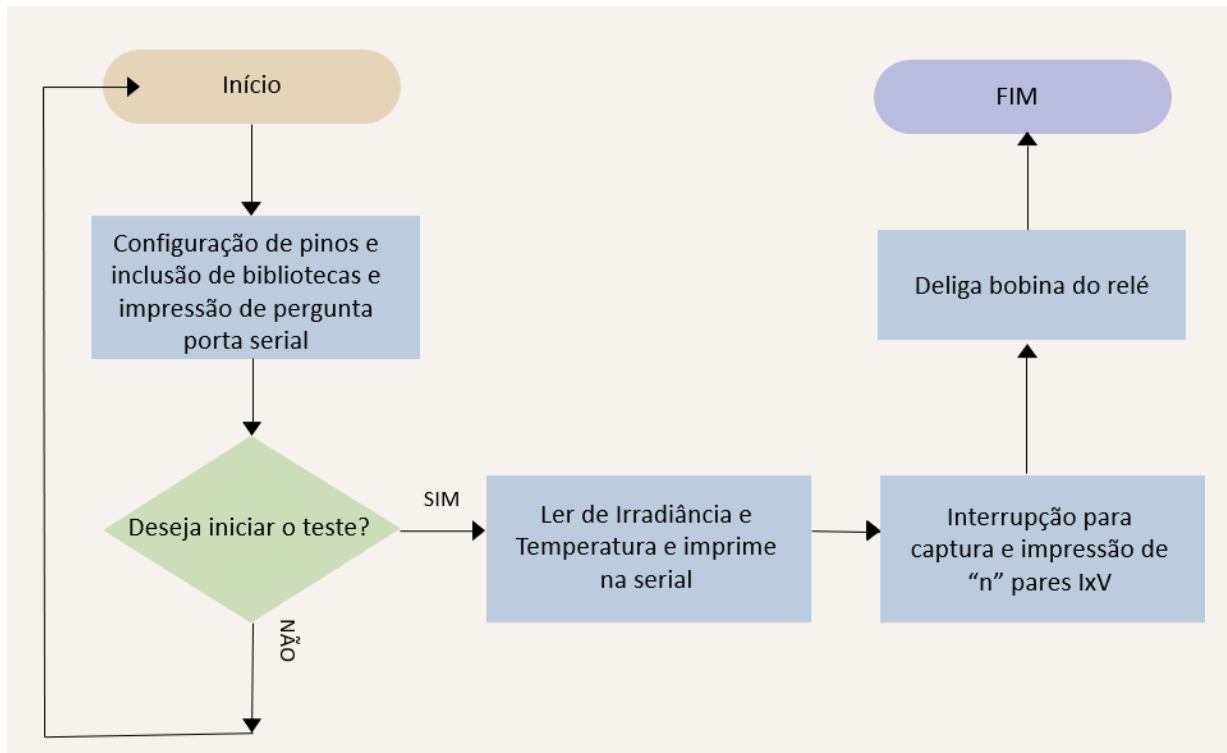 Início
Configuração de pinos e
inclusão de bibliotecas e
impressão de pergunta
porta serial
Deseja iniciar o teste?
SIM
NÃO
Ler de Irradiância e
Temperatura e imprime
na serial
Interrupção para
captura e impressão de
“n” pares IxV
Deliga bobina do relé
FIM